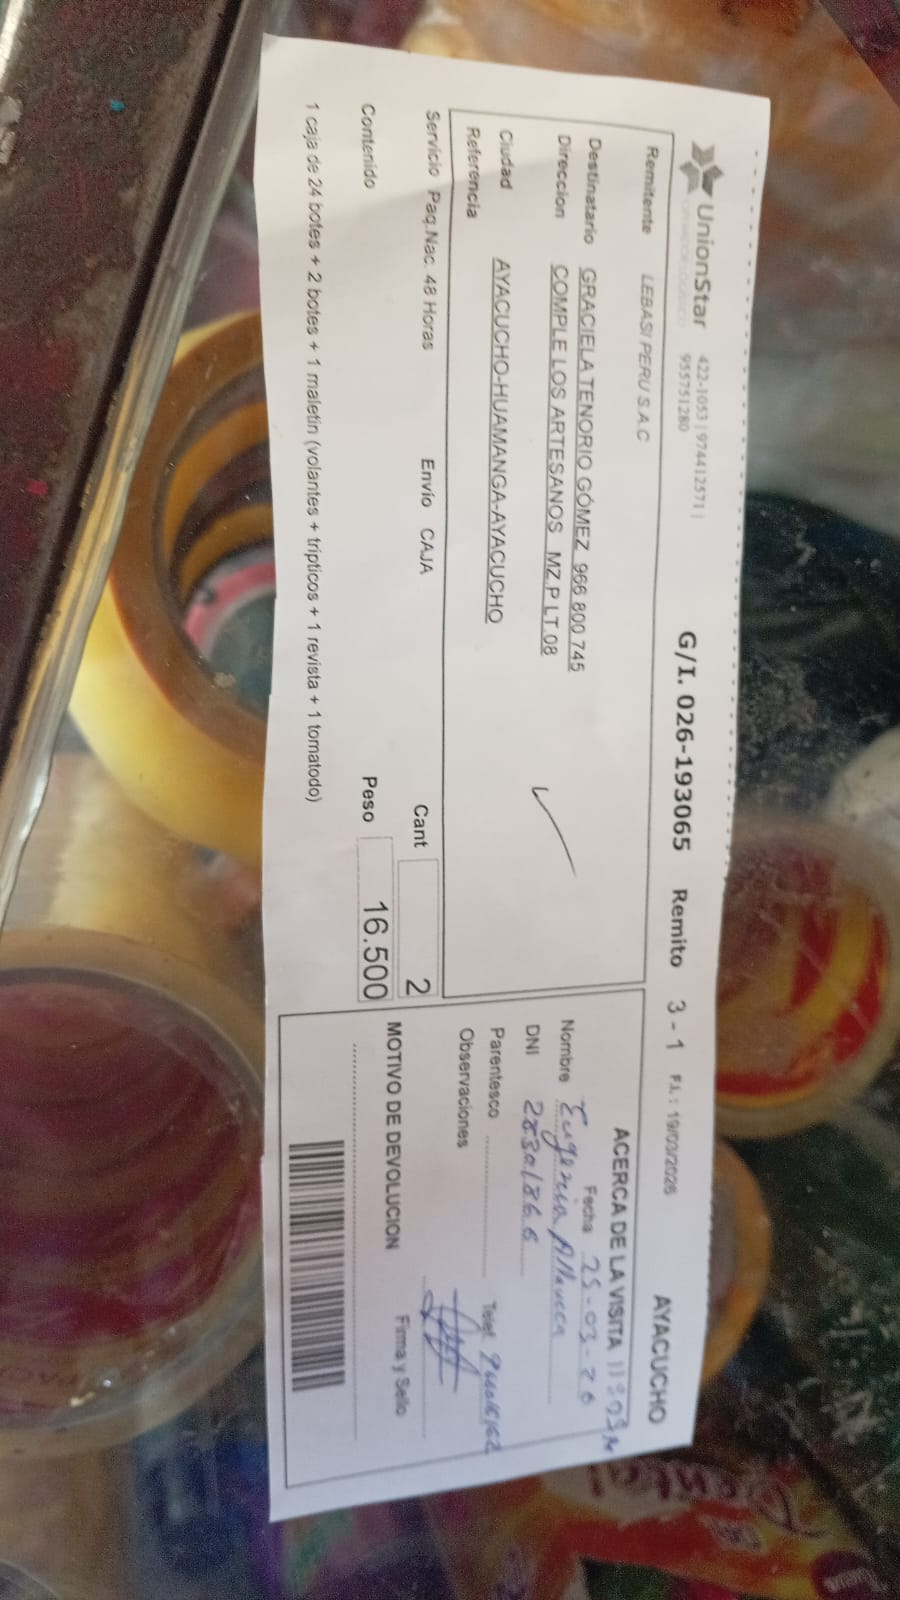 UnionStar 422-1053 | 974412571 |
955751280
G/I. 026-193065 Remito 3 - 1 F.I.: 19/03/2026 AYACUCHO
Remitente LEBASI PERU S.A.C
Destinatario GRACIELA TENORIO GÓMEZ 966 800 745
Direccion COMPLE LOS ARTESANOS MZ.P LT.08
Ciudad AYACUCHO-HUAMANGA-AYACUCHO
Referencia
Servicio Paq.Nac. 48 Horas Envío CAJA Cant 2
Contenido Peso 16.500
1 caja de 24 botes + 2 botes + 1 maletin (volantes + trípticos + 1 revista + 1 tomatodo)
ACERCA DE LA VISITA
Fecha 25-03-26
Nombre Eugenia
DNI
Parentesco Telef.
Observaciones
MOTIVO DE DEVOLUCION Firma y Sello